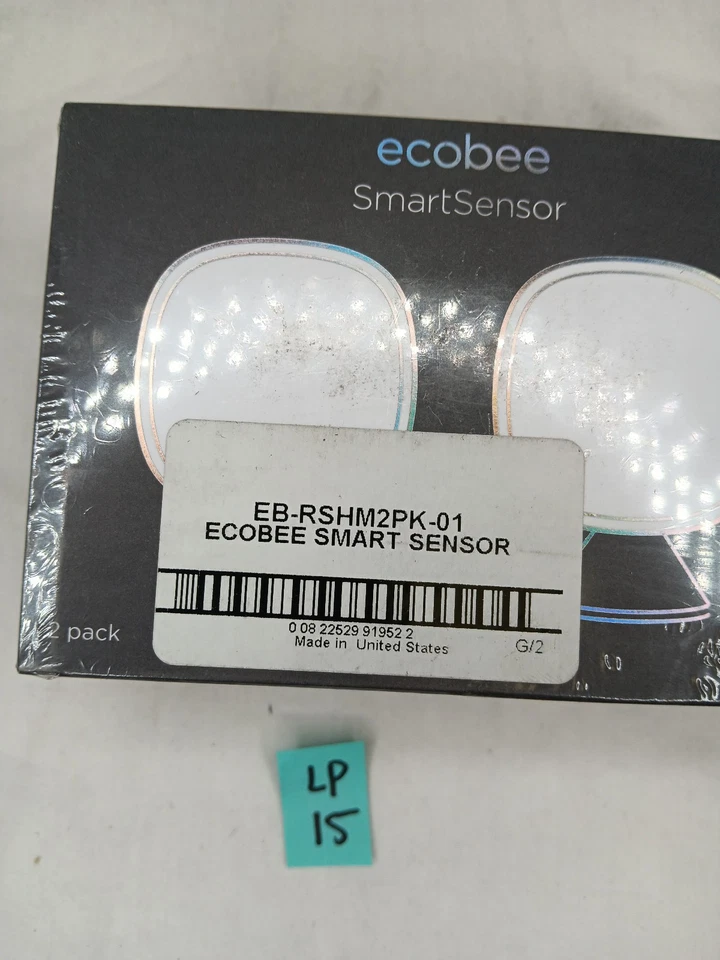 ecobee
SmartSensor
EB-RSHM2PK-01
ECOBEE SMART SENSOR
0 08 22529 91952 2
Made in United States
G/2
2 pack
LP
15